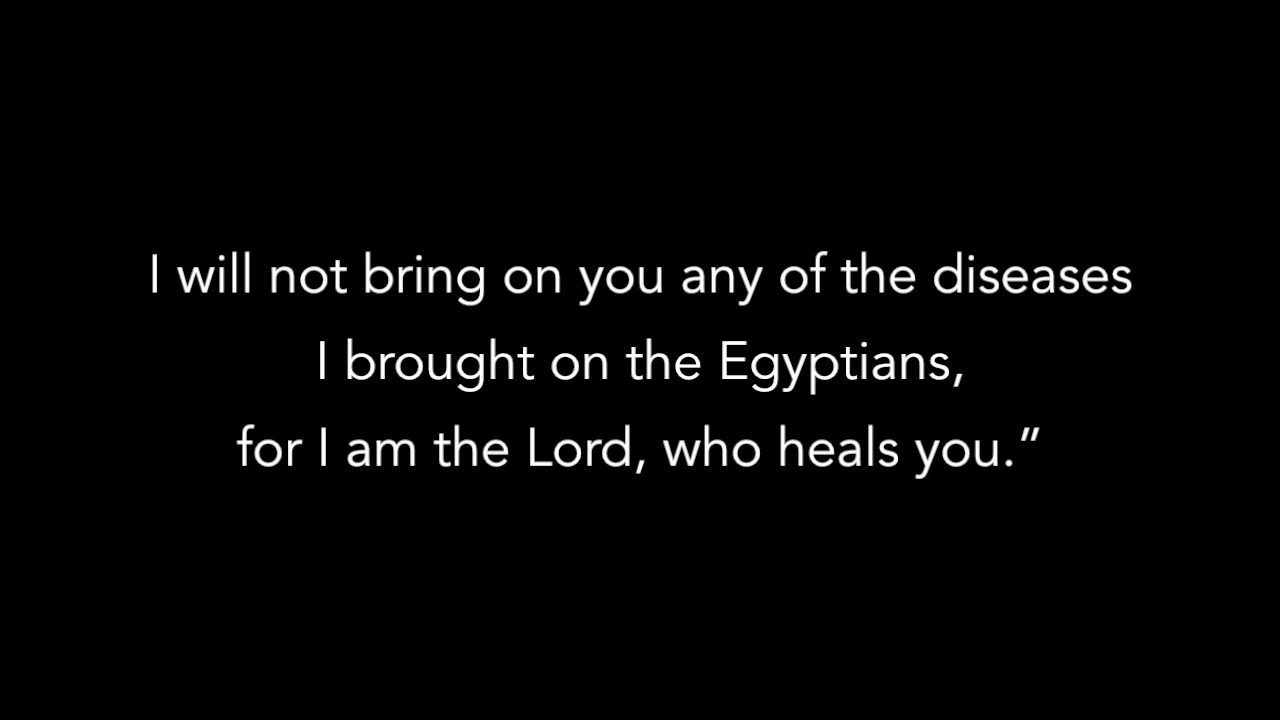 I will not bring on you any of the diseases
I brought on the Egyptians,
for I am the Lord, who heals you.”